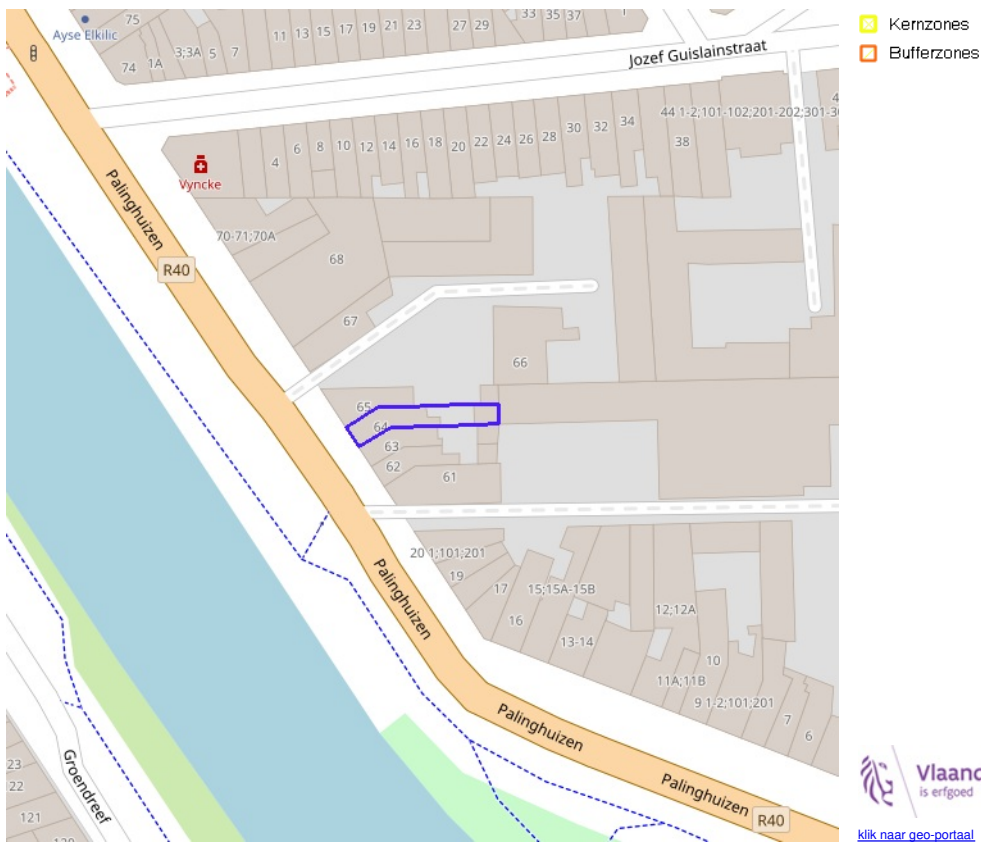 75
Ayse Elkilic
74
1A
3;3A
5
7
11
13
15
17
19
21
23
27
29
33
35
37
Jozef Guislainstraat
44 1-2;101-102;201-202;301-30
Kernzones
Bufferzones
4
6
8
10
12
14
16
18
20
22
24
26
28
30
32
34
38
Vyncke
Palinghuizen
R40
70-71;70A
68
67
66
65
64
63
62
61
20 1;101;201
19
17
16
15;15A-15B
13-14
12;12A
11A;11B
10
9 1-2;101;201
7
6
Palinghuizen
Palinghuizen
Palinghuizen
R40
Groendreef
23
22
121
Vlaand
is erfgoed
klik naar geo-portaal